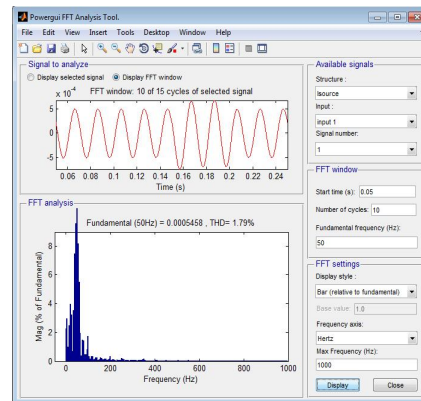 Powergui FFT Analysis Tool.
File Edit View Insert Tools Desktop Window Help
Signal to analyze
Display selected signal Display FFT window
x 10^-4 FFT window: 10 of 15 cycles of selected signal
5
0
-5
0.06 0.08 0.1 0.12 0.14 0.16 0.18 0.2 0.22 0.24
Time (s)
FFT analysis
Fundamental (50Hz) = 0.0005458 , THD= 1.79%
8
6
4
2
0
Mag (% of Fundamental)
0 200 400 600 800 1000
Frequency (Hz)
Available signals
Structure :
Isource
Input :
input 1
Signal number:
1
FFT window
Start time (s): 0.05
Number of cycles: 10
Fundamental frequency (Hz):
50
FFT settings
Display style :
Bar (relative to fundamental)
Base value: 1.0
Frequency axis:
Hertz
Max Frequency (Hz):
1000
Display Close